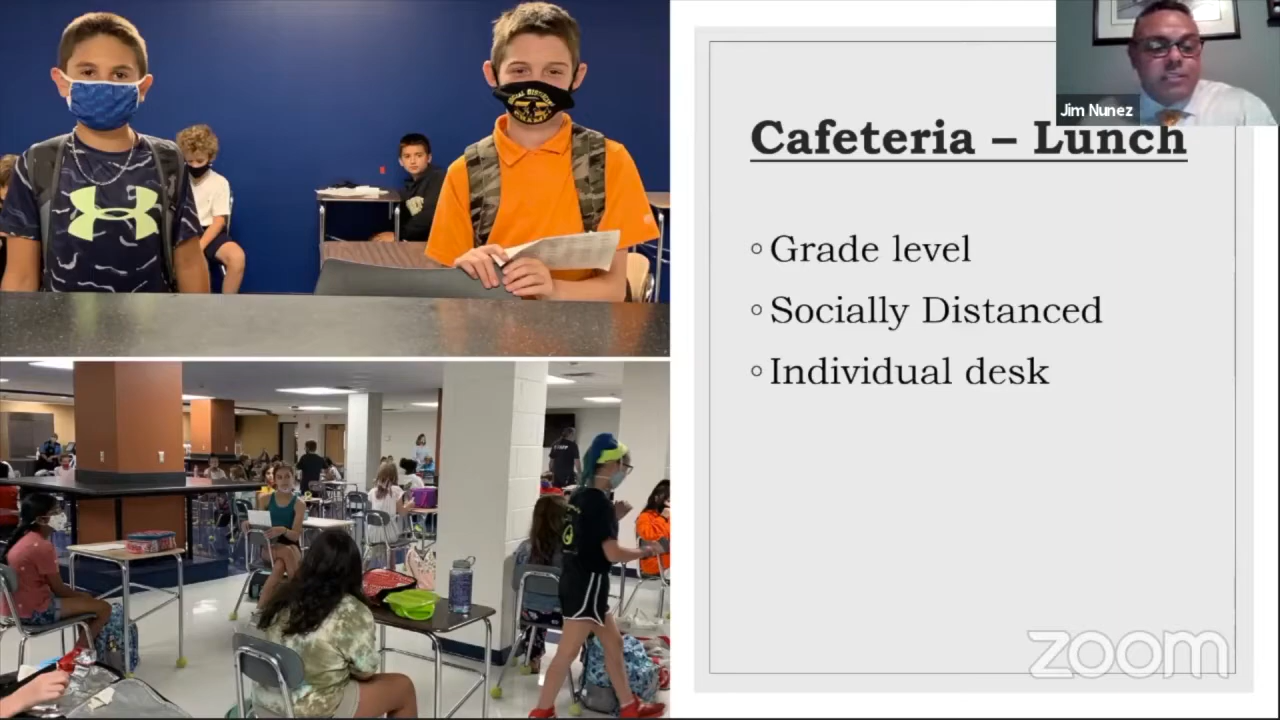 Jim Nunez
Cafeteria – Lunch
Grade level
Socially Distanced
Individual desk
zoom